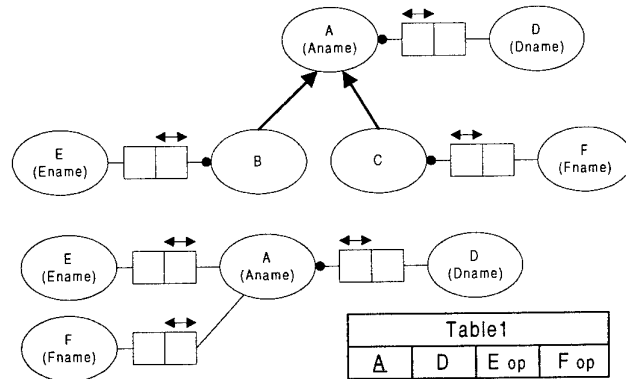 A
(Aname)
D
(Dname)
E
(Ename)
B
C
F
(Fname)
E
(Ename)
A
(Aname)
D
(Dname)
F
(Fname)
Table1
A D E op F op